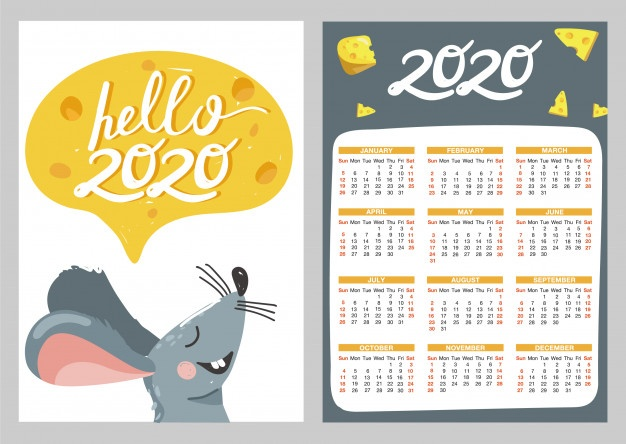 hello
2020
2020
JANUARY
Sun Mon Tue Wed Thu Fri Sat
1 2 3 4
5 6 7 8 9 10 11
12 13 14 15 16 17 18
19 20 21 22 23 24 25
26 27 28 29 30 31
FEBRUARY
Sun Mon Tue Wed Thu Fri Sat
1
2 3 4 5 6 7 8
9 10 11 12 13 14 15
16 17 18 19 20 21 22
23 24 25 26 27 28 29
MARCH
Sun Mon Tue Wed Thu Fri Sat
1 2 3 4 5 6 7
8 9 10 11 12 13 14
15 16 17 18 19 20 21
22 23 24 25 26 27 28
29 30 31
APRIL
Sun Mon Tue Wed Thu Fri Sat
1 2 3 4
5 6 7 8 9 10 11
12 13 14 15 16 17 18
19 20 21 22 23 24 25
26 27 28 29 30
MAY
Sun Mon Tue Wed Thu Fri Sat
1 2
3 4 5 6 7 8 9
10 11 12 13 14 15 16
17 18 19 20 21 22 23
24 25 26 27 28 29 30
31
JUNE
Sun Mon Tue Wed Thu Fri Sat
1 2 3 4 5 6
7 8 9 10 11 12 13
14 15 16 17 18 19 20
21 22 23 24 25 26 27
28 29 30
JULY
Sun Mon Tue Wed Thu Fri Sat
1 2 3 4
5 6 7 8 9 10 11
12 13 14 15 16 17 18
19 20 21 22 23 24 25
26 27 28 29 30 31
AUGUST
Sun Mon Tue Wed Thu Fri Sat
1
2 3 4 5 6 7 8
9 10 11 12 13 14 15
16 17 18 19 20 21 22
23 24 25 26 27 28 29
30 31
SEPTEMBER
Sun Mon Tue Wed Thu Fri Sat
1 2 3 4 5
6 7 8 9 10 11 12
13 14 15 16 17 18 19
20 21 22 23 24 25 26
27 28 29 30
OCTOBER
Sun Mon Tue Wed Thu Fri Sat
1 2 3
4 5 6 7 8 9 10
11 12 13 14 15 16 17
18 19 20 21 22 23 24
25 26 27 28 29 30 31
NOVEMBER
Sun Mon Tue Wed Thu Fri Sat
1 2 3 4 5 6 7
8 9 10 11 12 13 14
15 16 17 18 19 20 21
22 23 24 25 26 27 28
29 30
DECEMBER
Sun Mon Tue Wed Thu Fri Sat
1 2 3 4 5
6 7 8 9 10 11 12
13 14 15 16 17 18 19
20 21 22 23 24 25 26
27 28 29 30 31